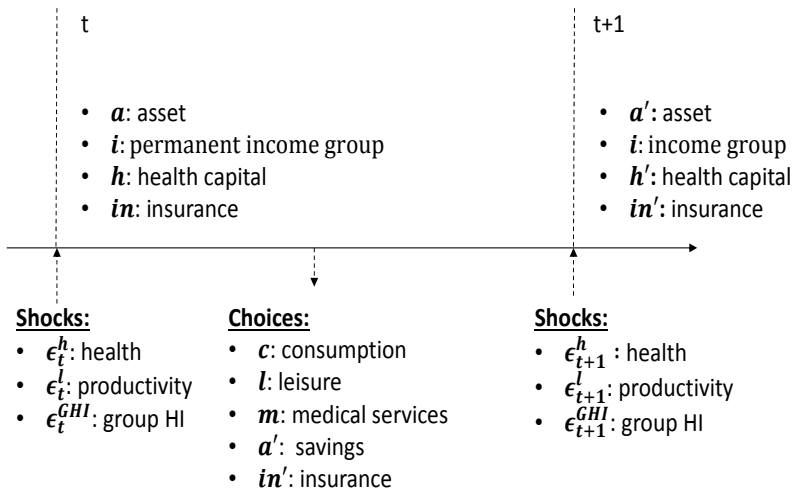 t
t+1
• a: asset
• i: permanent income group
• h: health capital
• in: insurance
• a′: asset
• i: income group
• h′: health capital
• in′: insurance
Shocks:
• ϵ_t^h: health
• ϵ_t^l: productivity
• ϵ_t^GHI: group HI
Choices:
• c: consumption
• l: leisure
• m: medical services
• a′: savings
• in′: insurance
Shocks:
• ϵ_{t+1}^h : health
• ϵ_{t+1}^l: productivity
• ϵ_{t+1}^GHI: group HI